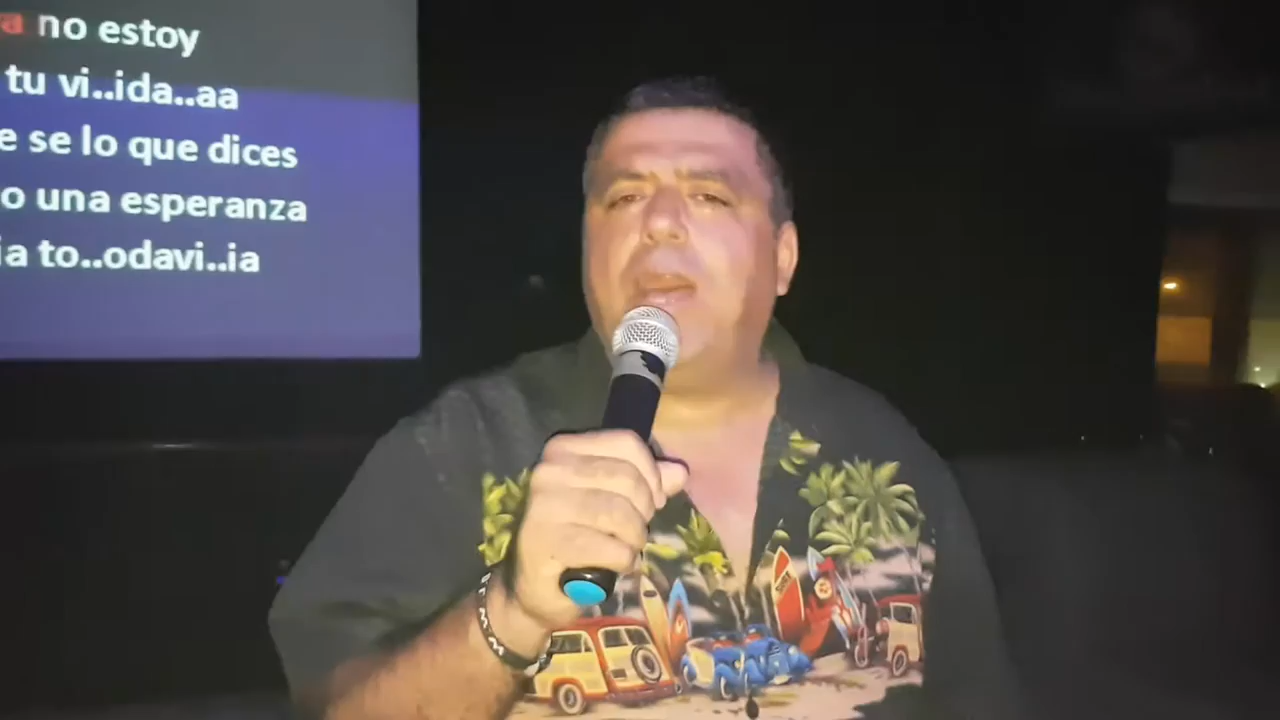 no estoy
tu vi..ida..aa
se lo que dices
una esperanza
to..odavi..ia